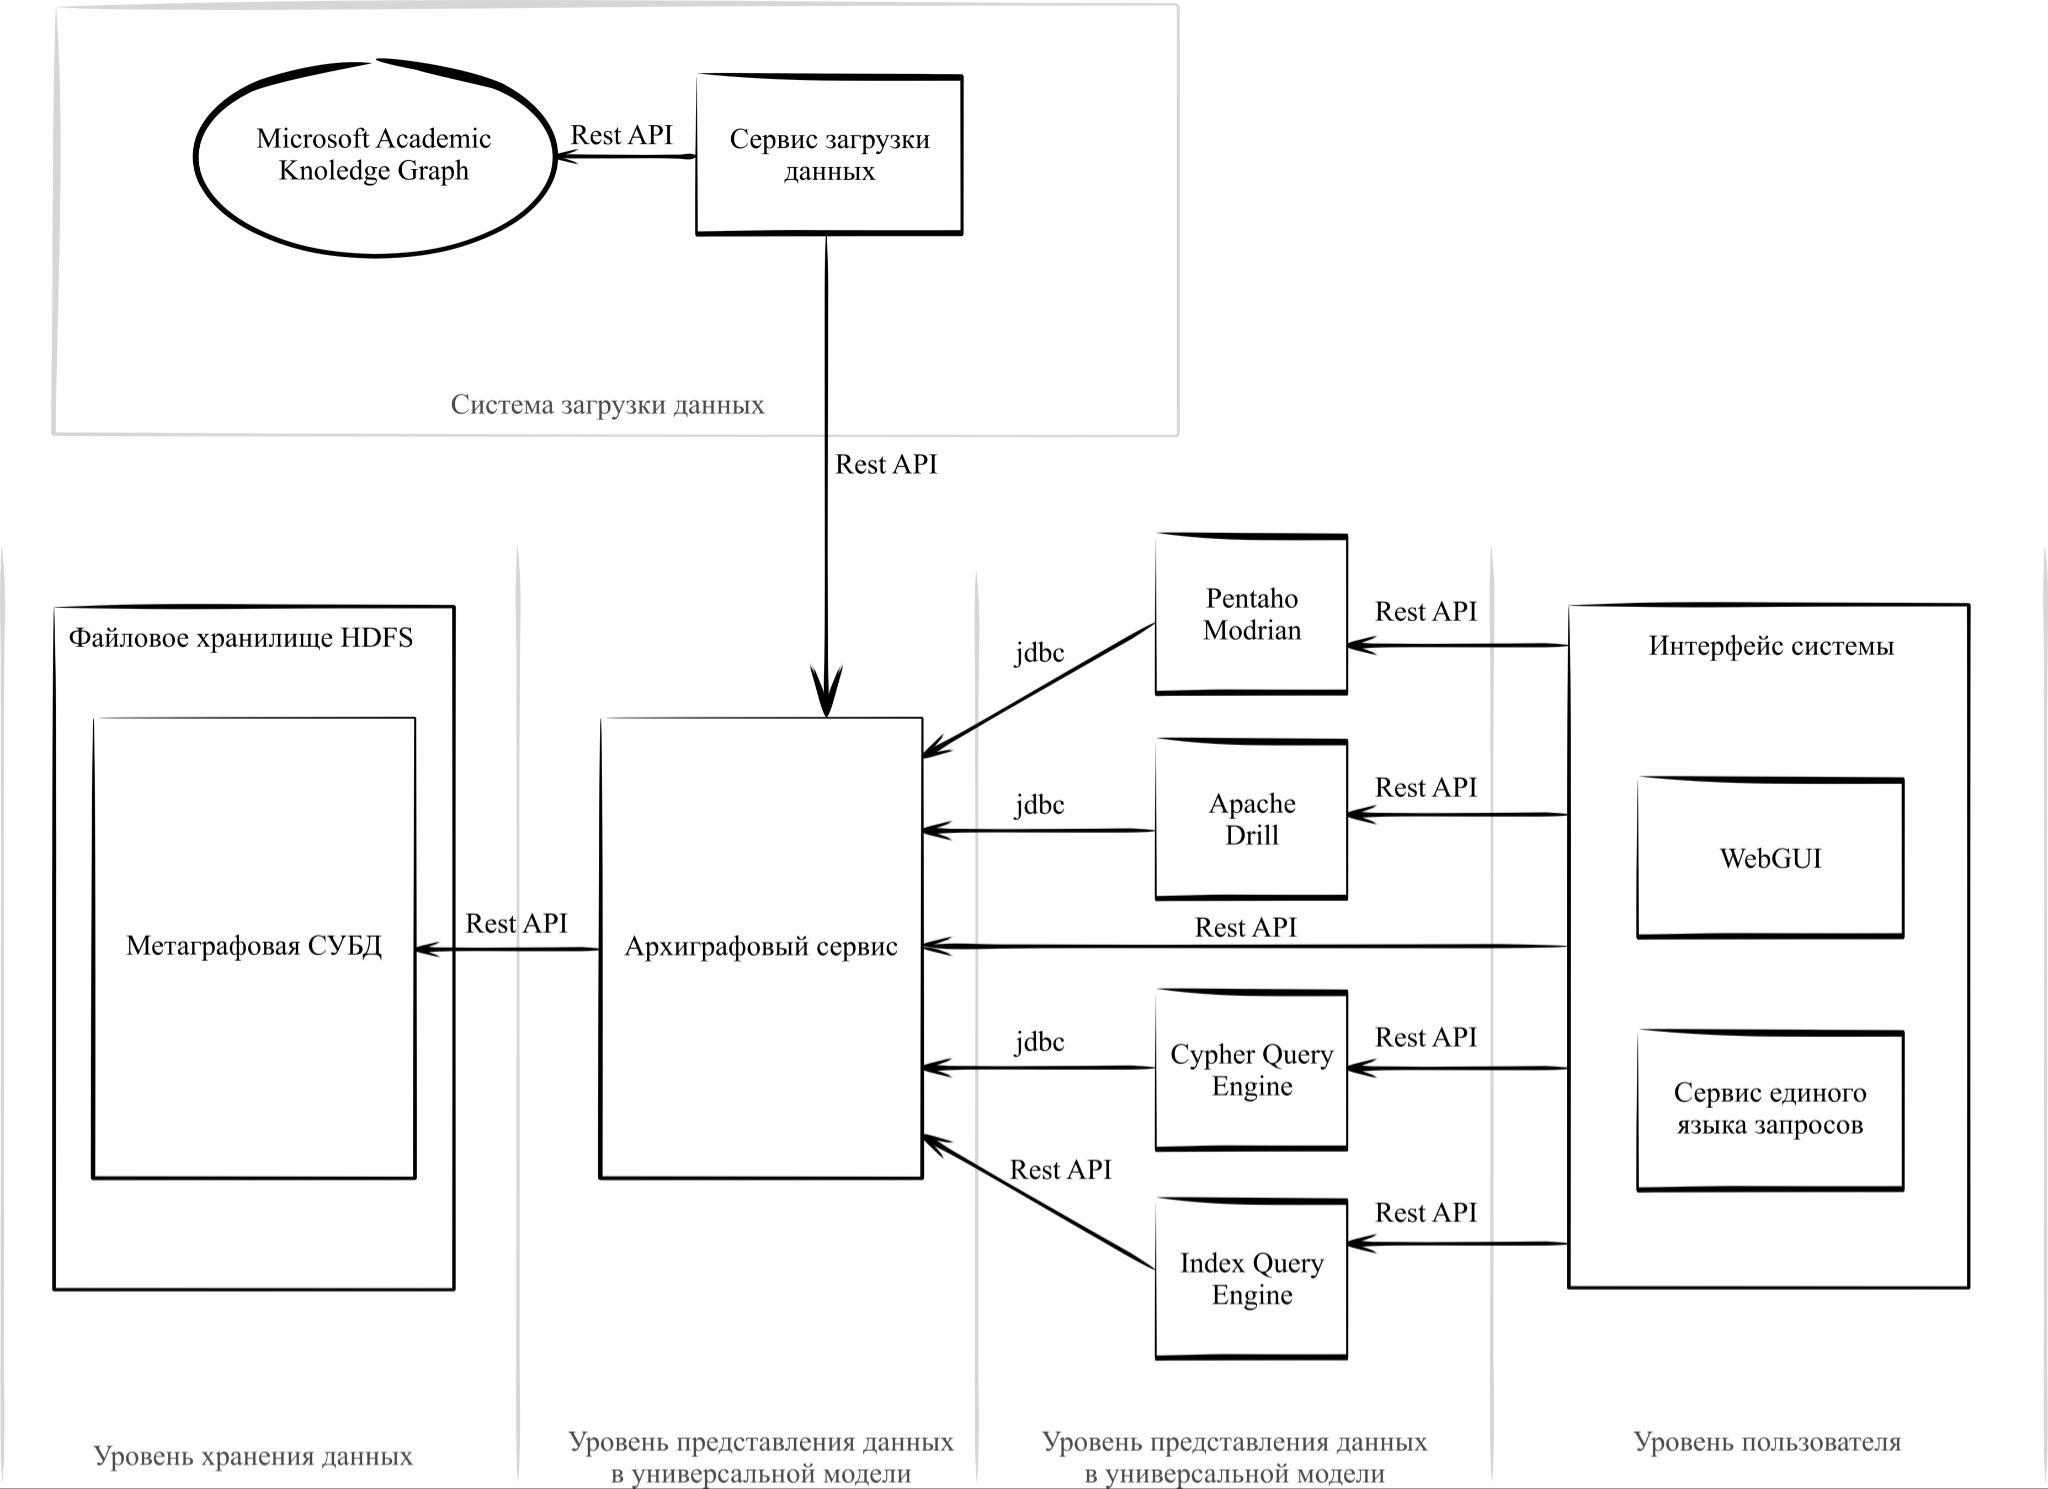 Microsoft Academic
Knoledge Graph
Rest API
Сервис загрузки
данных
Система загрузки данных
Rest API
Файловое хранилище HDFS
Метаграфовая СУБД
Rest API
Архиграфовый сервис
jdbc
jdbc
Rest API
jdbc
Rest API
Pentaho
Modrian
Apache
Drill
Cypher Query
Engine
Index Query
Engine
Rest API
Rest API
Rest API
Rest API
Интерфейс системы
WebGUI
Сервис единого
языка запросов
Уровень хранения данных
Уровень представления данных
в универсальной модели
Уровень представления данных
в универсальной модели
Уровень пользователя